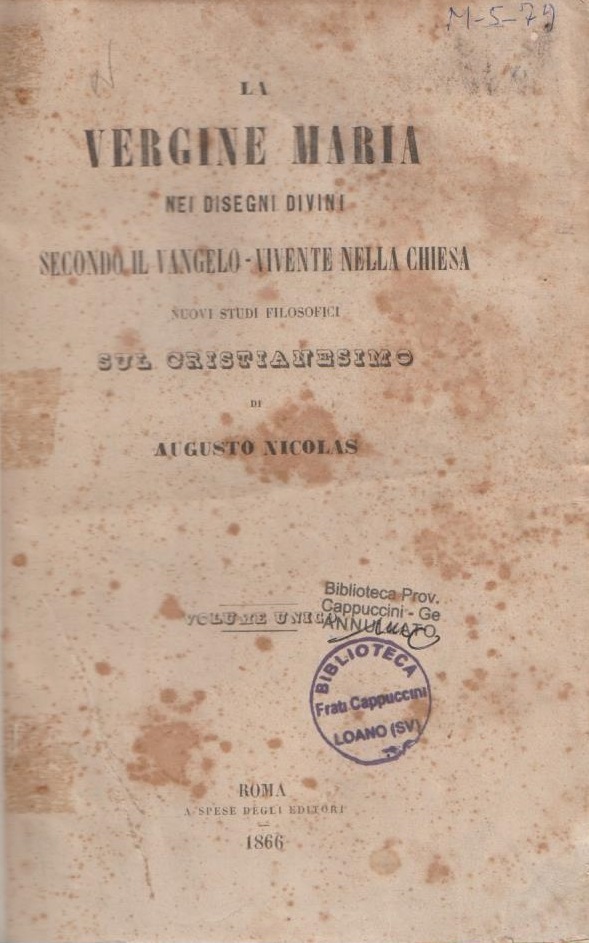 M-5-79
LA
VERGINE MARIA
NEI DISEGNI DIVINI
SECONDO IL VANGELO - VIVENTE NELLA CHIESA
NUOVI STUDI FILOSOFICI
SUL CRISTIANESIMO
DI
AUGUSTO NICOLAS
VOLUME UNICO
Biblioteca Prov.
Cappuccini - Ge
ANNULLATO
BIBLIOTECA
Frati Cappuccini
LOANO (SV)
ROMA
A SPESE DEGLI EDITORI
1866